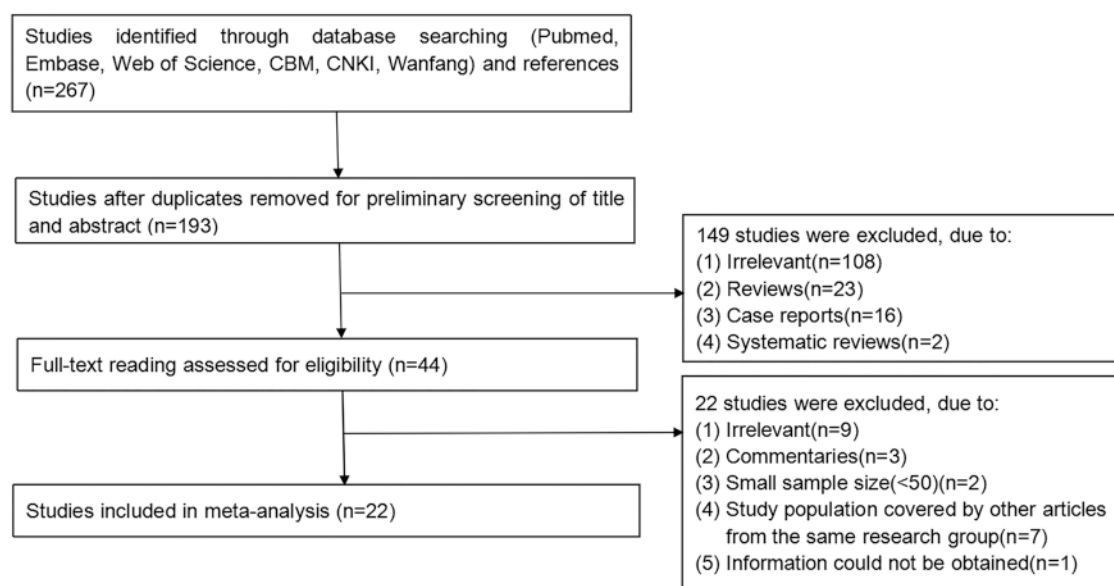 Studies identified through database searching (Pubmed,
Embase, Web of Science, CBM, CNKI, Wanfang) and references
(n=267)
Studies after duplicates removed for preliminary screening of title
and abstract (n=193)
149 studies were excluded, due to:
(1) Irrelevant(n=108)
(2) Reviews(n=23)
(3) Case reports(n=16)
(4) Systematic reviews(n=2)
Full-text reading assessed for eligibility (n=44)
22 studies were excluded, due to:
(1) Irrelevant(n=9)
(2) Commentaries(n=3)
(3) Small sample size(<50)(n=2)
(4) Study population covered by other articles
from the same research group(n=7)
(5) Information could not be obtained(n=1)
Studies included in meta-analysis (n=22)